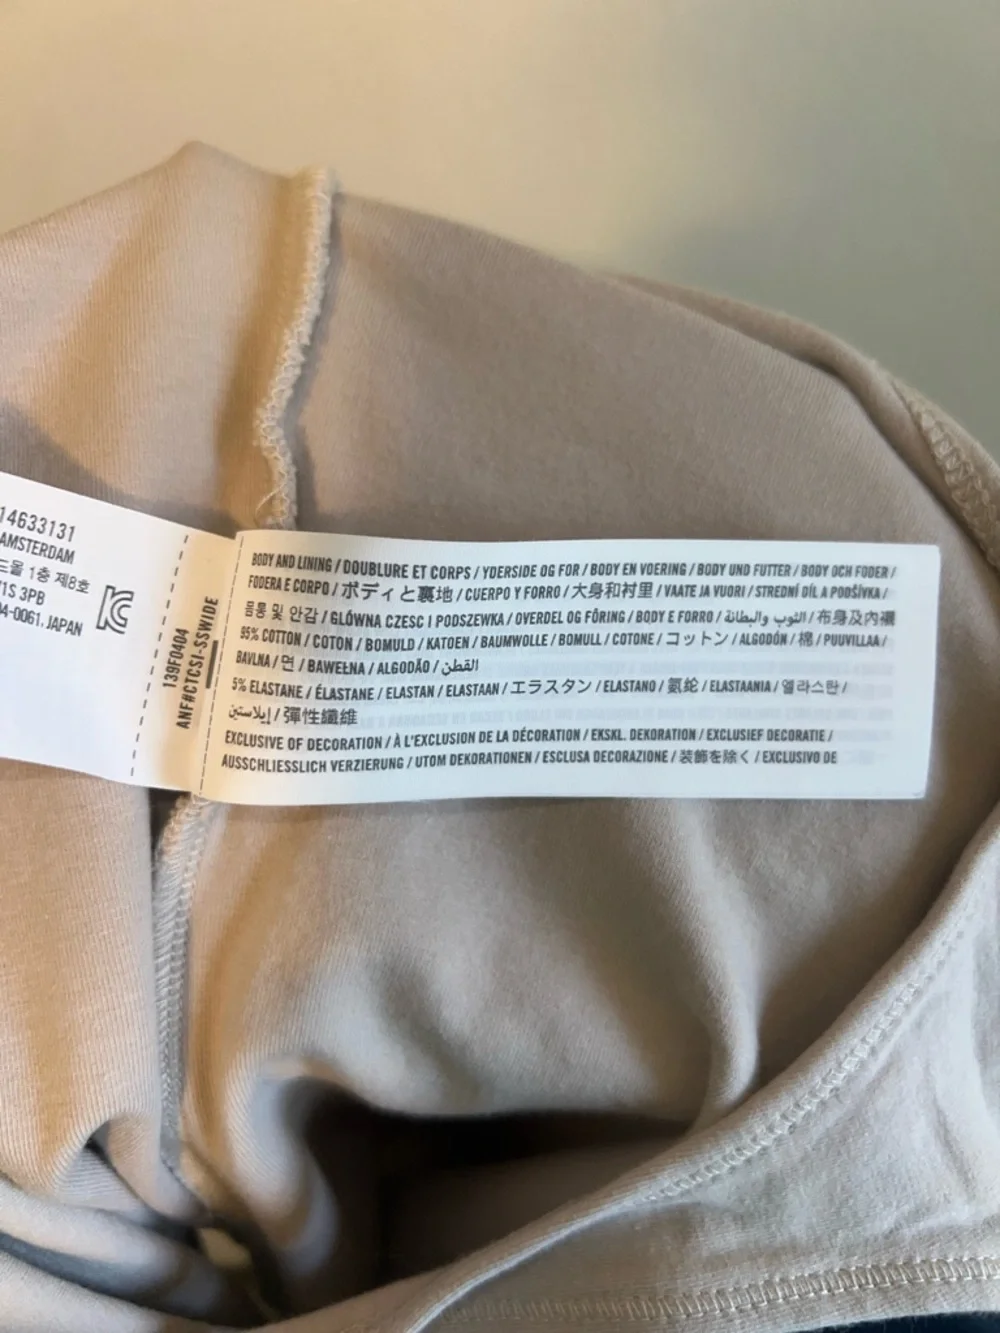 14633131
AMSTERDAM
드몰 1층 제8호
1S 3PB
4-0061, JAPAN
139F0404
ANF#CTCSI-SSWIDE
BODY AND LINING / DOUBLURE ET CORPS / YDERSIDE OG FOR / BODY EN VOERING / BODY UND FUTTER / BODY OCH FODER /
FODERA E CORPO / ボディと裏地 / CUERPO Y FORRO / 大身和衬里 / VAATE JA VUORI / STREDNÍ DÍL A PODŠÍVKA /
몸통 및 안감 / GLÓWNA CZESC I PODSZEWKA / OVERDEL OG FÔRING / BODY E FORRO / الثوب والبطانة / 布身及內襯
95% COTTON / COTON / BOMULD / KATOEN / BAUMWOLLE / BOMULL / COTONE / コットン / ALGODÓN / 棉 / PUUVILLAA /
BAVLNA / 면 / BAWEŁNA / ALGODÃO / القطن
5% ELASTANE / ÉLASTANE / ELASTAN / ELASTAAN / エラスタン / ELASTANO / 氨纶 / ELASTAANIA / 엘라스탄 /
إيلاستين / 彈性纖維
EXCLUSIVE OF DECORATION / À L'EXCLUSION DE LA DÉCORATION / EKSKL. DEKORATION / EXCLUSIEF DECORATIE /
AUSSCHLIESSLICH VERZIERUNG / UTOM DEKORATIONEN / ESCLUSA DECORAZIONE / 装飾を除く / EXCLUSIVO DE